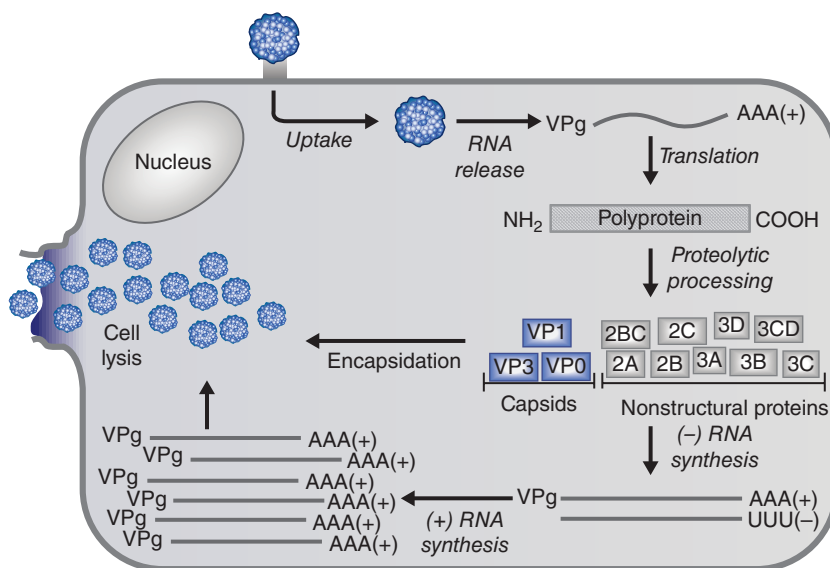 Nucleus
Uptake
RNA
release
VPg
AAA(+)
Translation
NH₂
Polyprotein
COOH
Proteolytic
processing
2BC
2C
3D
3CD
2A
2B
3A
3B
3C
VP1
VP3
VP0
Capsids
Nonstructural proteins
Encapsidation
Cell
lysis
(–) RNA
synthesis
VPg
AAA(+)
UUU(–)
(+) RNA
synthesis
VPg
AAA(+)
VPg
AAA(+)
VPg
AAA(+)
VPg
AAA(+)
VPg
AAA(+)
VPg
AAA(+)